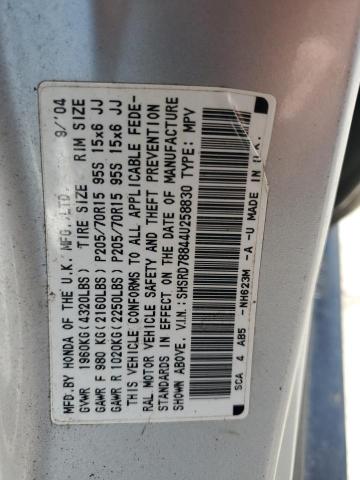 MFD.BY HONDA OF THE U.K. MFG.,LTD. 9/'04
TIRE SIZE RIM SIZE
GVWR 1960KG(4320LBS)
GAWR F 980 KG(2160LBS) P205/70R15 95S 15x6 JJ
GAWR R 1020KG(2250LBS) P205/70R15 95S 15x6 JJ
THIS VEHICLE CONFORMS TO ALL APPLICABLE FEDE-
RAL MOTOR VEHICLE SAFETY AND THEFT PREVENTION
STANDARDS IN EFFECT ON THE DATE OF MANUFACTURE
SHOWN ABOVE. V.I.N.: SHSRD78844U258830 TYPE: MPV
SCA 4 AB5 -NH623M -A -U MADE IN U.K.